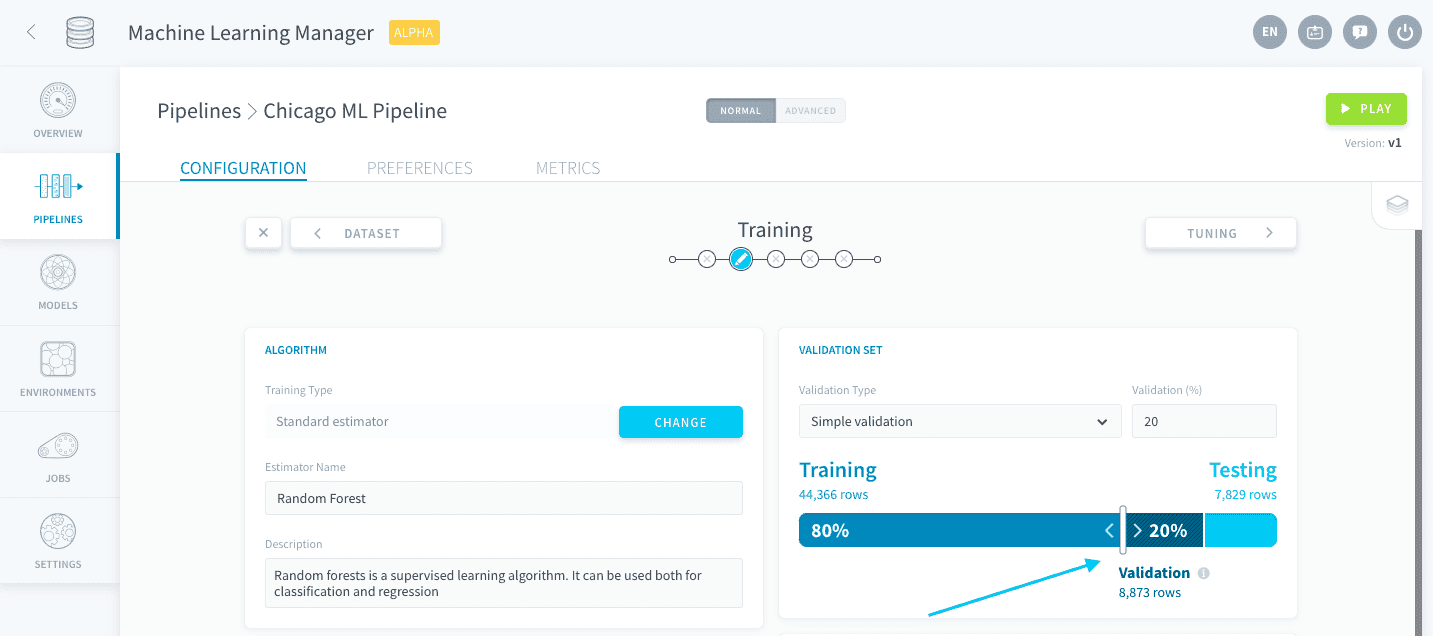 Machine Learning Manager ALPHA
EN
OVERVIEW
PIPELINES
MODELS
ENVIRONMENTS
JOBS
SETTINGS
Pipelines > Chicago ML Pipeline
NORMAL ADVANCED
PLAY
Version: v1
CONFIGURATION PREFERENCES METRICS
DATASET
Training
TUNING
ALGORITHM
Training Type
Standard estimator
CHANGE
Estimator Name
Random Forest
Description
Random forests is a supervised learning algorithm. It can be used both for
classification and regression
VALIDATION SET
Validation Type Validation (%)
Simple validation 20
Training Testing
44,366 rows 7,829 rows
80% 20%
Validation
8,873 rows